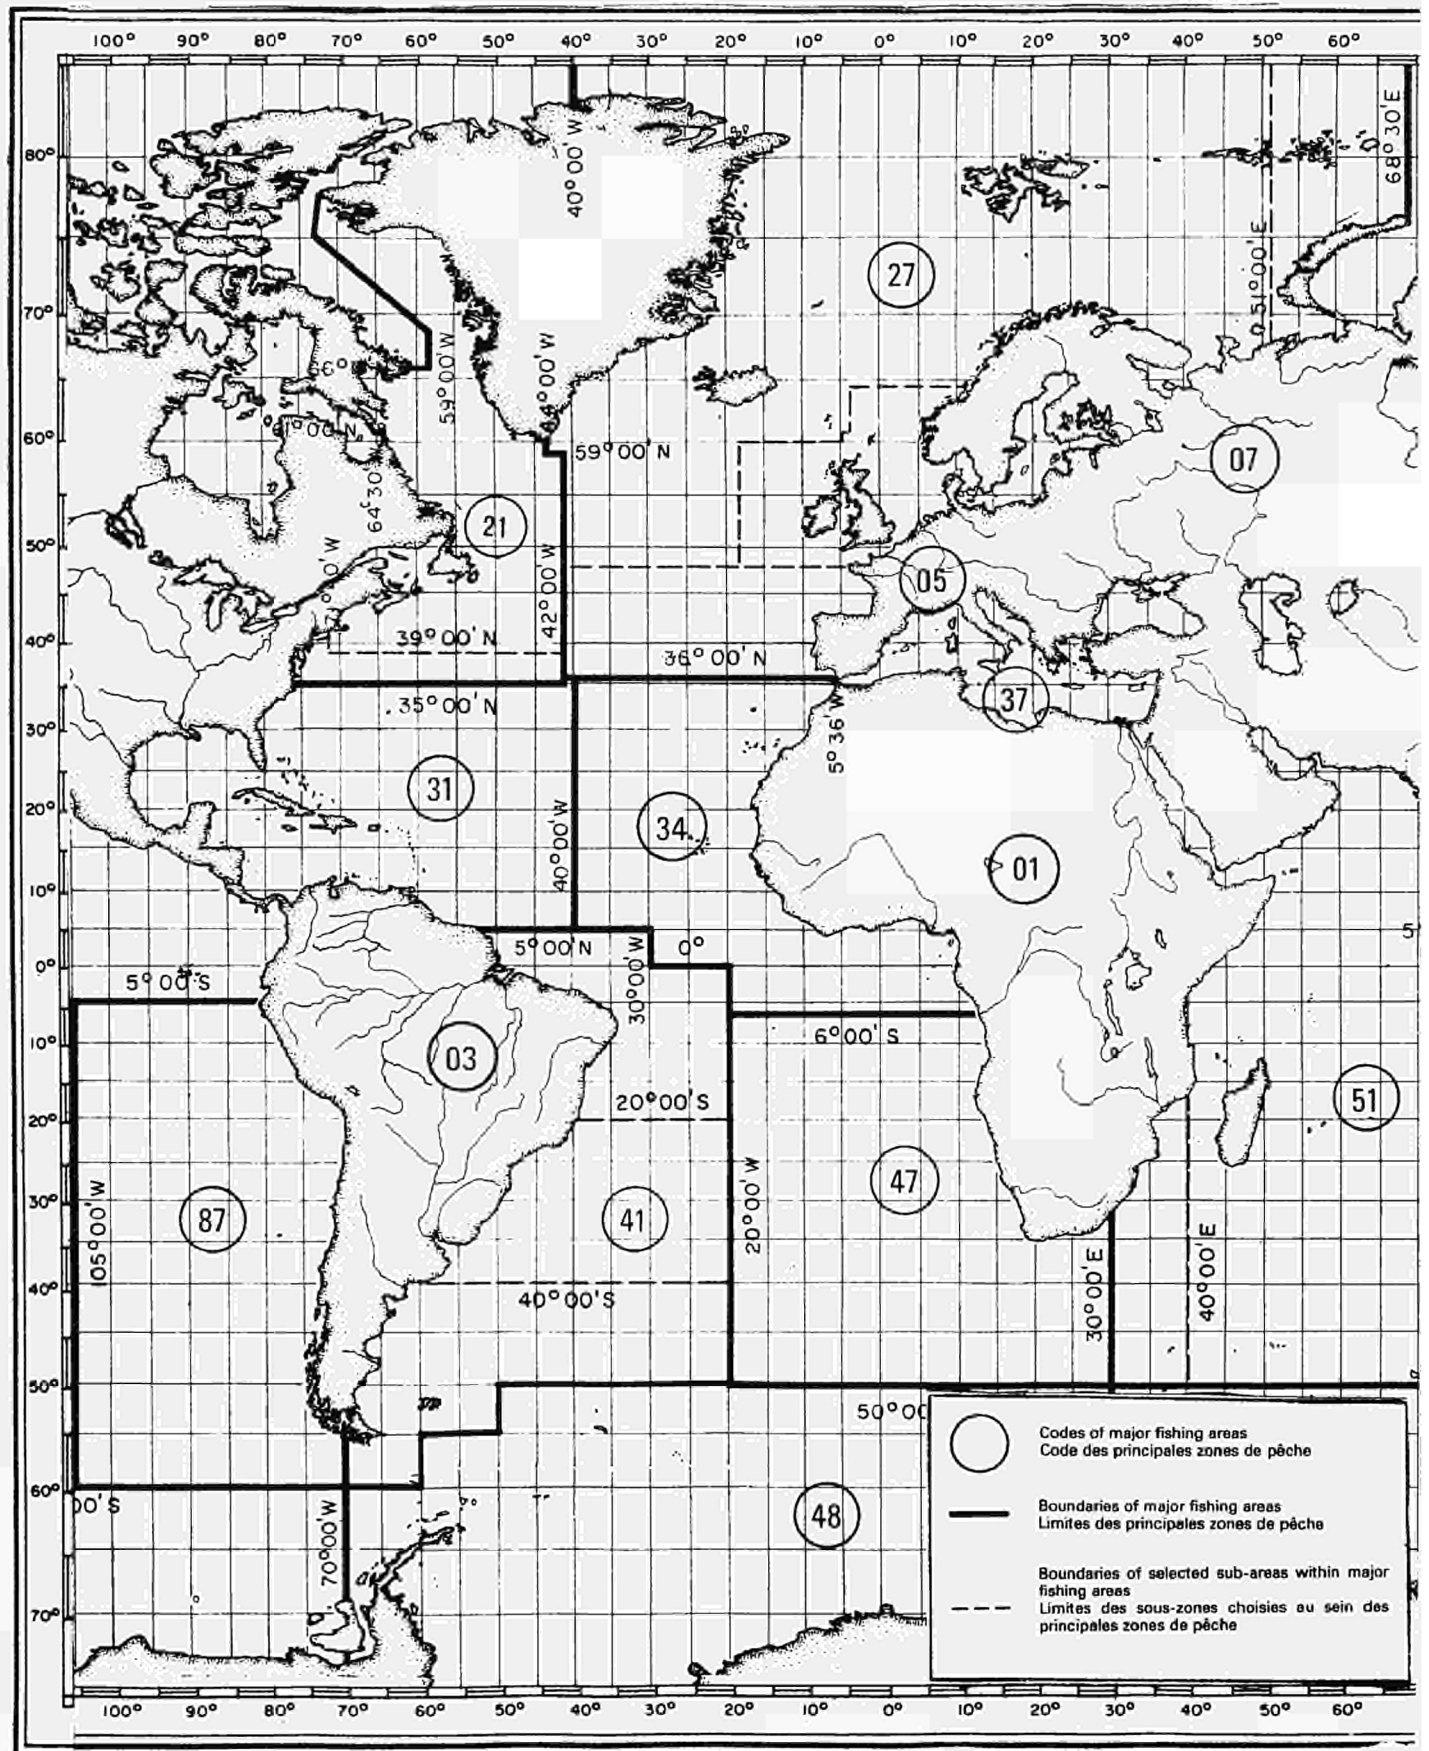 100° 90° 80° 70° 60° 50° 40° 30° 20° 10° 0° 10° 20° 30° 40° 50° 60°
80°
40°00'W
68°30'E
27
51°00'E
70°
59°00'W
44°00'W
61°00'N
60°
59°00'N
07
64°30
21
50°
42°00'W
05
40°
39°00'N
36°00'N
37
35°00'N
30°
5°36'W
31
20°
34
40°00'W
01
10°
5°00'N
0°
30°00'W
5
0°
5°00'S
6°00'S
10°
03
51
20°00'S
20°
20°00'W
47
30°
105°00'W
87
41
40°00'E
30°00'E
40°
40°00'S
50°
50°00
Codes of major fishing areas
Code des principales zones de pêche
60°
00'S
70°00'W
48
Boundaries of major fishing areas
Limites des principales zones de pêche
Boundaries of selected sub-areas within major
fishing areas
Limites des sous-zones choisies au sein des
principales zones de pêche
70°
100° 90° 80° 70° 60° 50° 40° 30° 20° 10° 0° 10° 20° 30° 40° 50° 60°